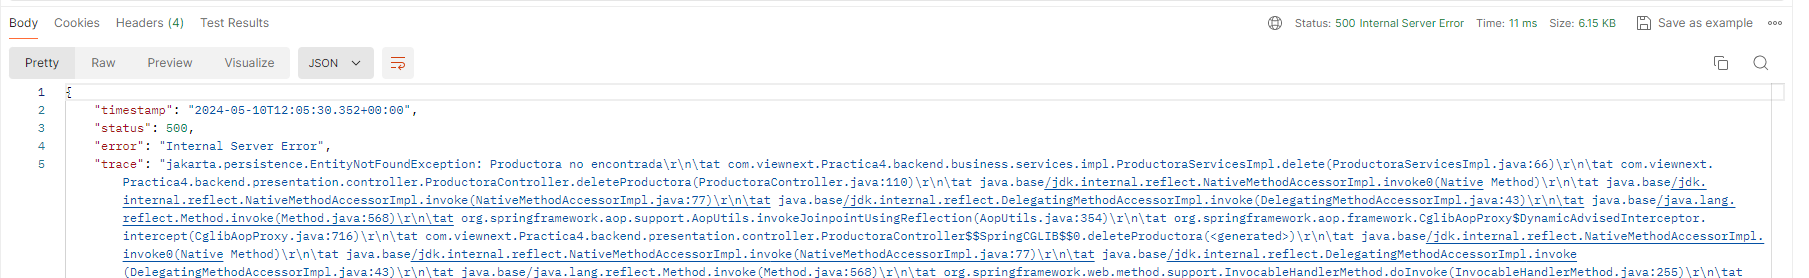 Body Cookies Headers (4) Test Results Status: 500 Internal Server Error Time: 11 ms Size: 6.15 KB Save as example
Pretty Raw Preview Visualize JSON
1 {
2 "timestamp": "2024-05-10T12:05:30.352+00:00",
3 "status": 500,
4 "error": "Internal Server Error",
5 "trace": "jakarta.persistence.EntityNotFoundException: Productora no encontrada\r\n\tat com.viewnext.Practica4.backend.business.services.impl.ProductoraServicesImpl.delete(ProductoraServicesImpl.java:66)\r\n\tat com.viewnext.
Practica4.backend.presentation.controller.ProductoraController.deleteProductora(ProductoraController.java:110)\r\n\tat java.base/jdk.internal.reflect.NativeMethodAccessorImpl.invoke0(Native Method)\r\n\tat java.base/jdk.
internal.reflect.NativeMethodAccessorImpl.invoke(NativeMethodAccessorImpl.java:77)\r\n\tat java.base/jdk.internal.reflect.DelegatingMethodAccessorImpl.invoke(DelegatingMethodAccessorImpl.java:43)\r\n\tat java.base/java.lang.
reflect.Method.invoke(Method.java:568)\r\n\tat org.springframework.aop.support.AopUtils.invokeJoinpointUsingReflection(AopUtils.java:354)\r\n\tat org.springframework.aop.framework.CglibAopProxy$DynamicAdvisedInterceptor.
intercept(CglibAopProxy.java:716)\r\n\tat com.viewnext.Practica4.backend.presentation.controller.ProductoraController$$SpringCGLIB$$0.deleteProductora(<generated>)\r\n\tat java.base/jdk.internal.reflect.NativeMethodAccessorImpl.
invoke0(Native Method)\r\n\tat java.base/jdk.internal.reflect.NativeMethodAccessorImpl.invoke(NativeMethodAccessorImpl.java:77)\r\n\tat java.base/jdk.internal.reflect.DelegatingMethodAccessorImpl.invoke
(DelegatingMethodAccessorImpl.java:43)\r\n\tat java.base/java.lang.reflect.Method.invoke(Method.java:568)\r\n\tat org.springframework.web.method.support.InvocableHandlerMethod.doInvoke(InvocableHandlerMethod.java:255)\r\n\tat